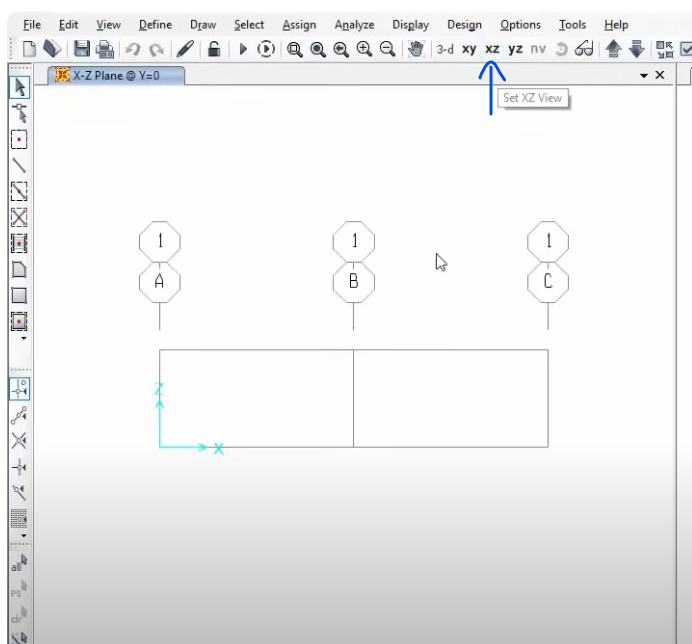 File Edit View Define Draw Select Assign Analyze Display Design Options Tools Help
3-d xy xz yz nv
X-Z Plane @ Y=0
Set XZ View
1 1 1
A B C
Z
X
all
ps
clr